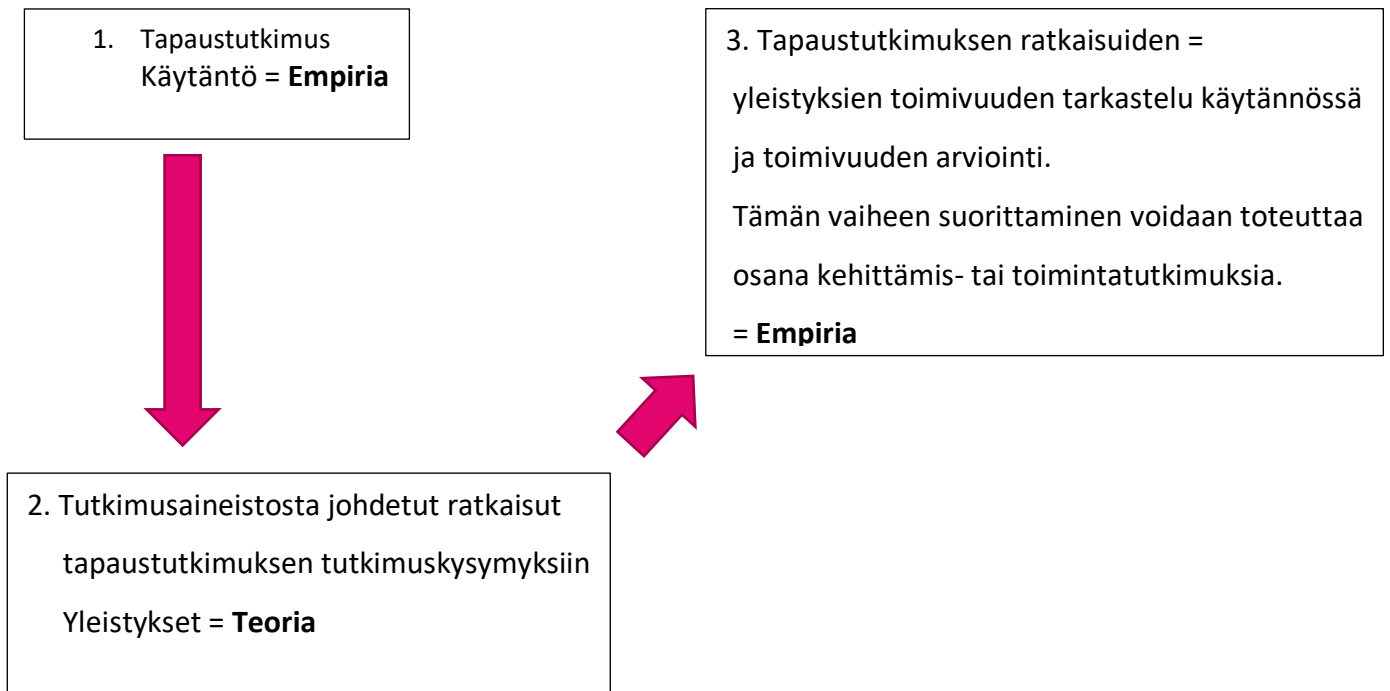 1. Tapaustutkimus
Käytäntö = Empiria
2. Tutkimusaineistosta johdetut ratkaisut
tapaustutkimuksen tutkimuskysymyksiin
Yleistykset = Teoria
3. Tapaustutkimuksen ratkaisuiden =
yleistyksien toimivuuden tarkastelu käytännössä
ja toimivuuden arviointi.
Tämän vaiheen suorittaminen voidaan toteuttaa
osana kehittämis- tai toimintatutkimuksia.
= Empiria